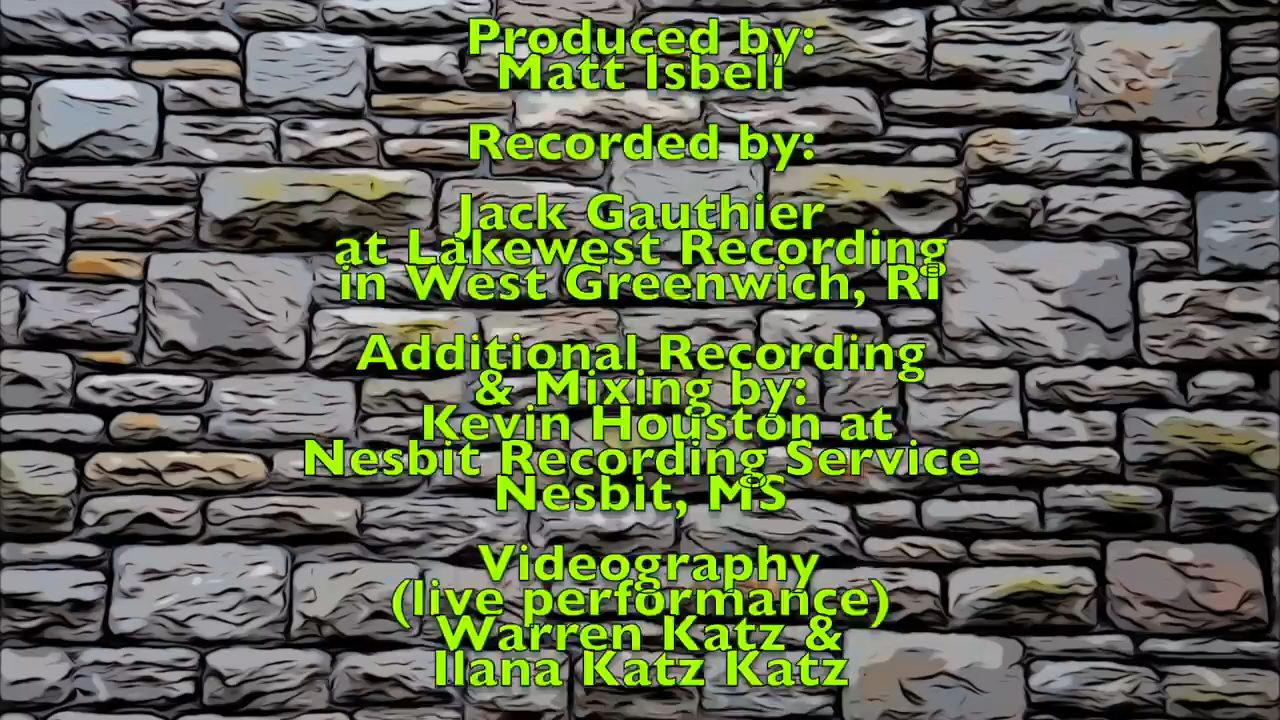 Produced by:
Matt Isbell
Recorded by:
Jack Gauthier
at Lakewest Recording
in West Greenwich, RI
Additional Recording
& Mixing by:
Kevin Houston at
Nesbit Recording Service
Nesbit, MS
Videography
(live performance)
Warren Katz &
Ilana Katz Katz